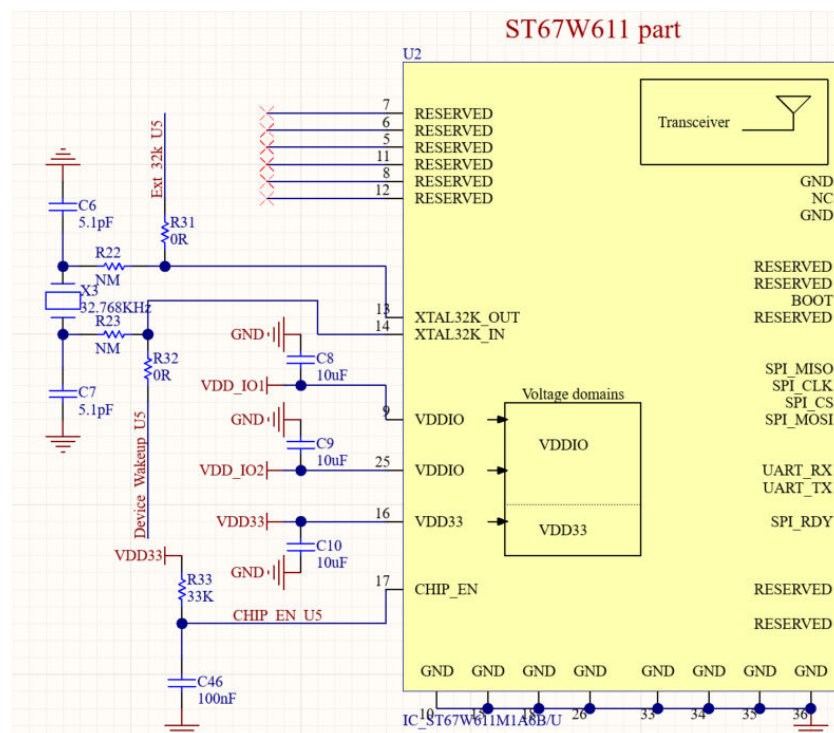 ST67W611 part
U2
7
RESERVED
6
RESERVED
5
RESERVED
11
RESERVED
8
RESERVED
12
RESERVED
Transceiver
GND
NC
GND
RESERVED
RESERVED
BOOT
RESERVED
SPI_MISO
SPI_CLK
SPI_CS
SPI_MOSI
UART_RX
UART_TX
SPI_RDY
RESERVED
RESERVED
Ext 32k U5
C6
5.1pF
R31
0R
R22
NM
X3
32.768KHz
R23
NM
13
XTAL32K_OUT
14
XTAL32K_IN
R32
0R
C7
5.1pF
Device Wakeup U5
GND
C8
10uF
VDD_IO1
9
VDDIO
GND
C9
10uF
VDD_IO2
25
VDDIO
VDD33
16
VDD33
C10
10uF
GND
Voltage domains
VDDIO
VDD33
VDD33
R33
33K
17
CHIP_EN
CHIP EN U5
C46
100nF
GND GND GND GND GND GND GND GND
10 15 18 26 33 34 35 36
IC_ST67W611M1A6B/U